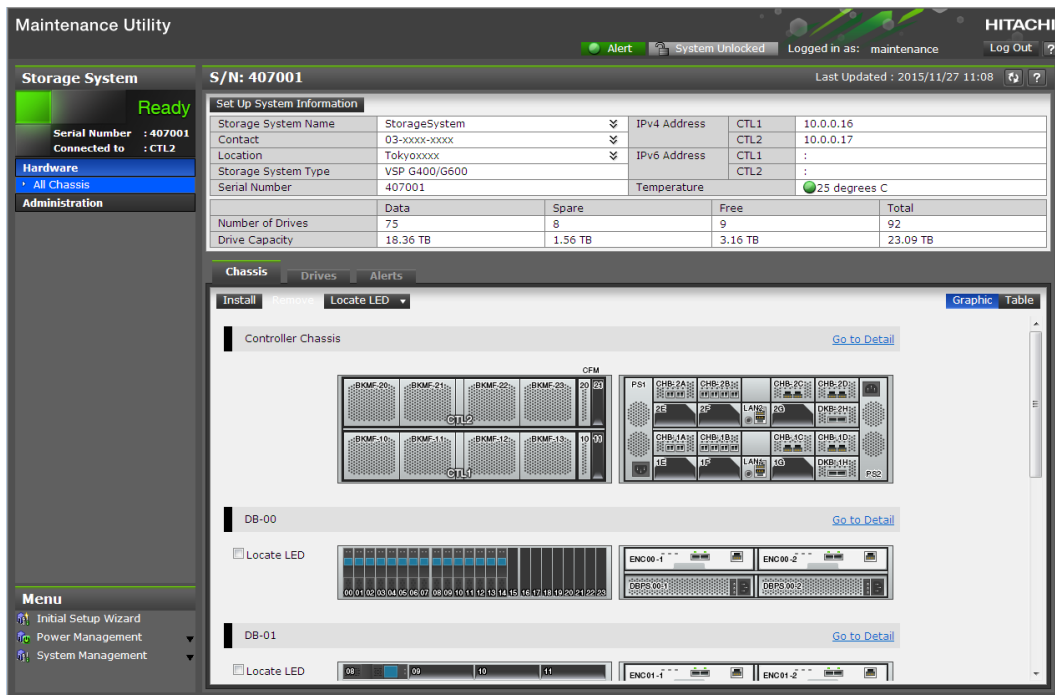 Maintenance Utility
HITACHI
Alert System Unlocked Logged in as: maintenance Log Out ?
Storage System
Ready
Serial Number : 407001
Connected to : CTL2
Hardware
All Chassis
Administration
S/N: 407001 Last Updated : 2015/11/27 11:08 ?
Set Up System Information
Storage System Name StorageSystem IPv4 Address CTL1 10.0.0.16
Contact 03-xxxx-xxxx CTL2 10.0.0.17
Location Tokyoxxxx IPv6 Address CTL1 :
Storage System Type VSP G400/G600 CTL2 :
Serial Number 407001 Temperature 25 degrees C
Data Spare Free Total
Number of Drives 75 8 9 92
Drive Capacity 18.36 TB 1.56 TB 3.16 TB 23.09 TB
Chassis Drives Alerts
Install Remove Locate LED Graphic Table
Controller Chassis Go to Detail
CFM
BKMF-20 BKMF-21 BKMF-22 BKMF-23 20 PS1 CHB-2A CHB-2B CHB-2C CHB-2D
CTL2 2E 2F LAN2 2G DKB-2H
BKMF-10 BKMF-11 BKMF-12 BKMF-13 10 CHB-1A CHB-1B CHB-1C CHB-1D
CTL1 1E 1F LAN1 1G DKB-1H PS2
DB-00 Go to Detail
Locate LED ENC00-1 ENC00-2
00 01 02 03 04 05 06 07 08 09 10 11 12 13 14 15 16 17 18 19 20 21 22 23 DBPS00-1 DBPS00-2
DB-01 Go to Detail
Locate LED 08 09 10 11 ENC01-1 ENC01-2
Menu
Initial Setup Wizard
Power Management
System Management